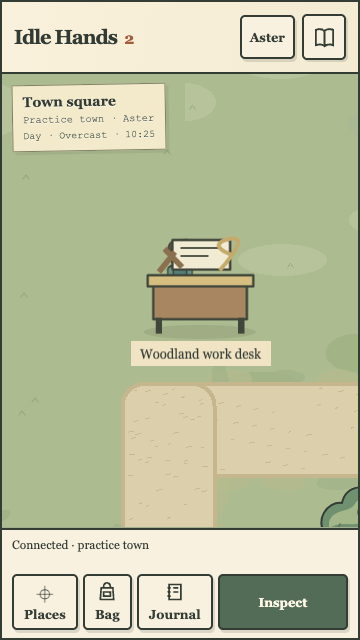 Idle Hands 2
Aster
Town square
Practice town · Aster
Day · Overcast · 10:25
Woodland work desk
Connected · practice town
Places
Bag
Journal
Inspect